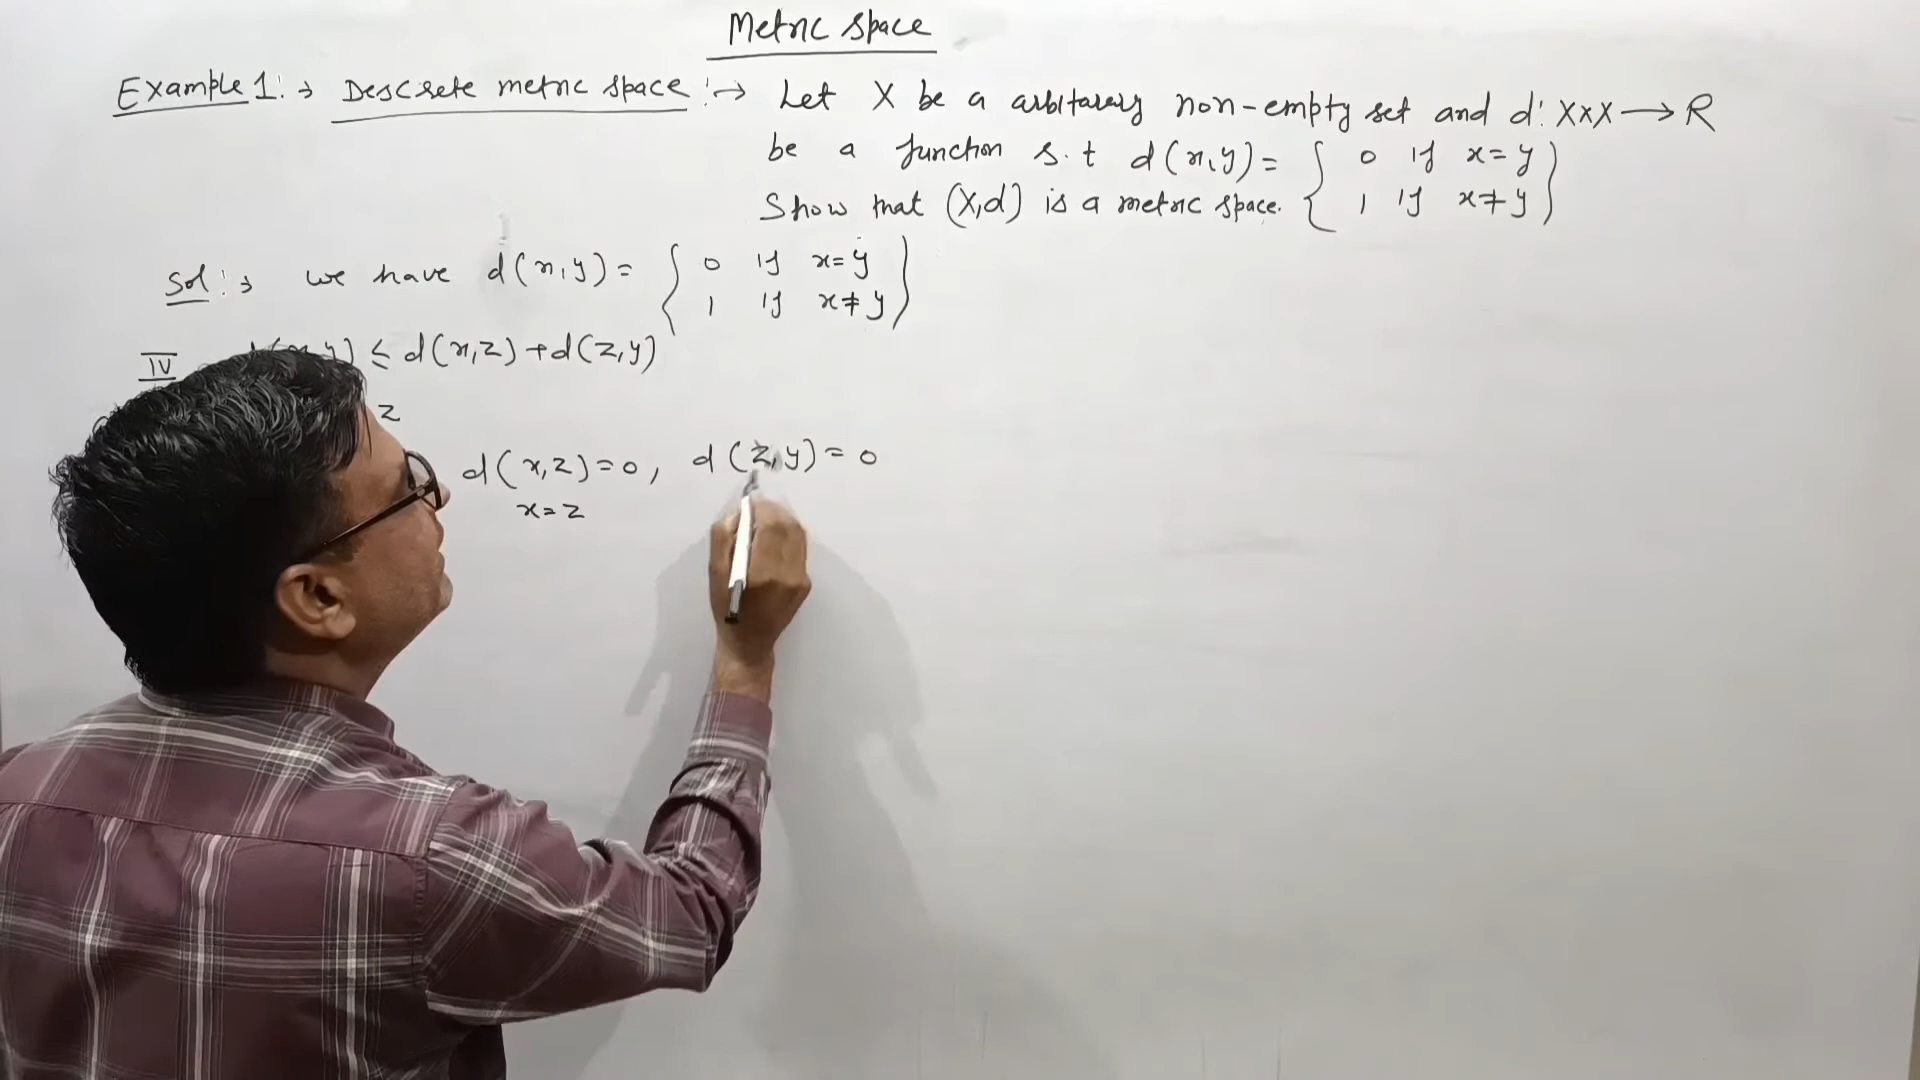 Metric space
Example 1:→ Descrete metric space :→ Let X be a arbitarary non-empty set and d: X×X → R
be a function s.t d(x,y) = { 0 if x=y
1 if x≠y }
Show that (X,d) is a metric space.
Sol:→ we have d(x,y) = { 0 if x=y
1 if x≠y }
IV d(x,y) ≤ d(x,z) + d(z,y)
z
d(x,z)=0, d(z,y)=0
x=z